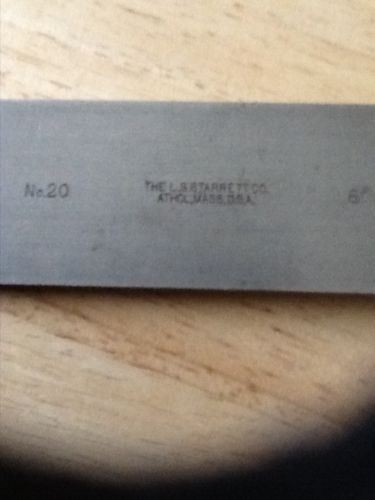 No. 20
THE L.S. STARRETT CO.
ATHOL, MASS. U.S.A.
6"